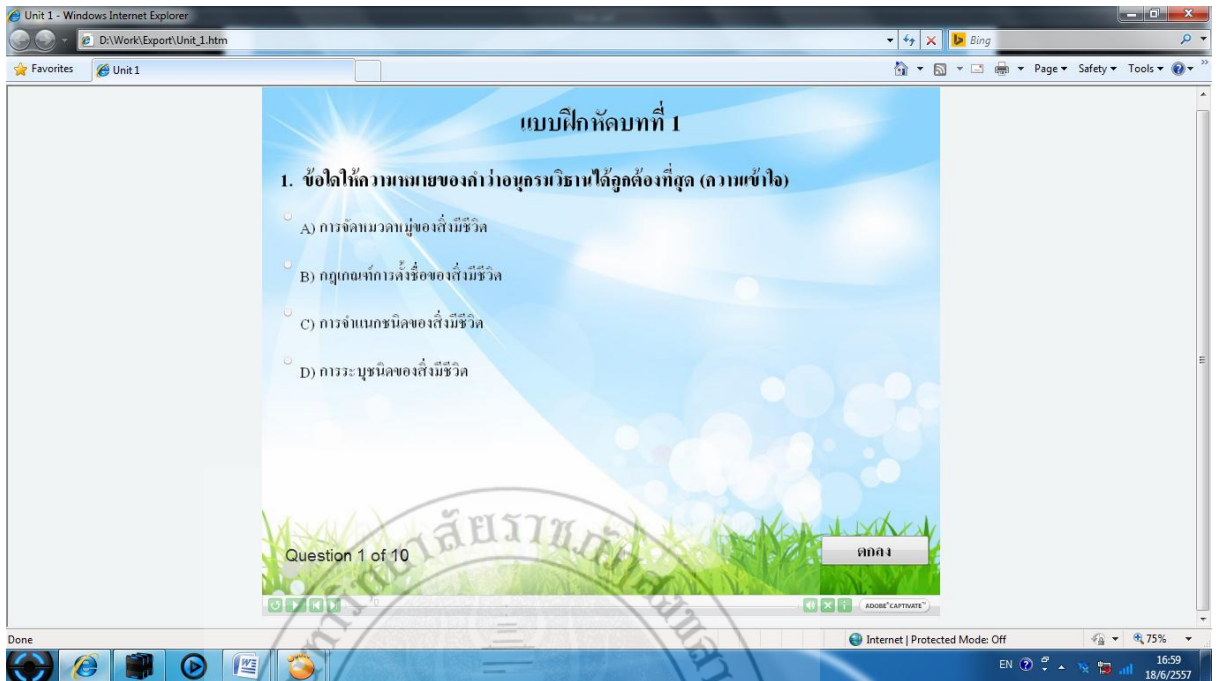 Unit 1 - Windows Internet Explorer
D:\Work\Export\Unit_1.htm
Bing
Favorites
Unit 1
Page
Safety
Tools
แบบฝึกหัดบทที่ 1
1. ข้อใดให้ความหมายของคำว่าอนุกรมวิธานได้ถูกต้องที่สุด (ความเข้าใจ)
A) การจัดหมวดหมู่ของสิ่งมีชีวิต
B) กฎเกณฑ์การตั้งชื่อของสิ่งมีชีวิต
C) การจำแนกชนิดของสิ่งมีชีวิต
D) การระบุชนิดของสิ่งมีชีวิต
Question 1 of 10
ตกลง
ADOBE CAPTIVATE
Done
Internet | Protected Mode: Off
75%
EN
16:59
18/6/2557